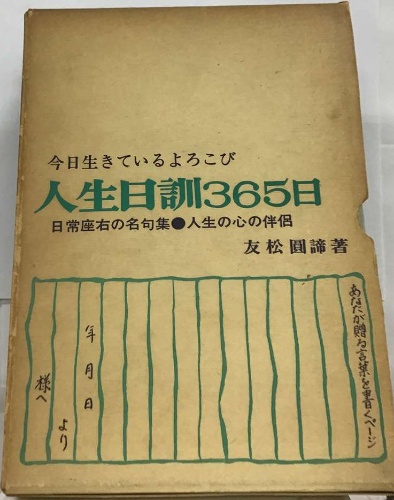 今日生きているよろこび
人生日訓365日
日常座右の名句集●人生の心の伴侶
友松圓諦著
あなたが贈る言葉を書くページ
年月日
より
様へ